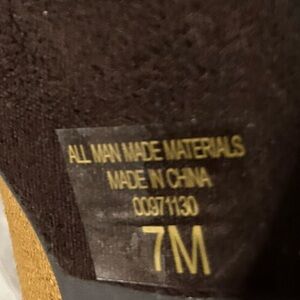 ALL MAN MADE MATERIALS
MADE IN CHINA
00971130
7M